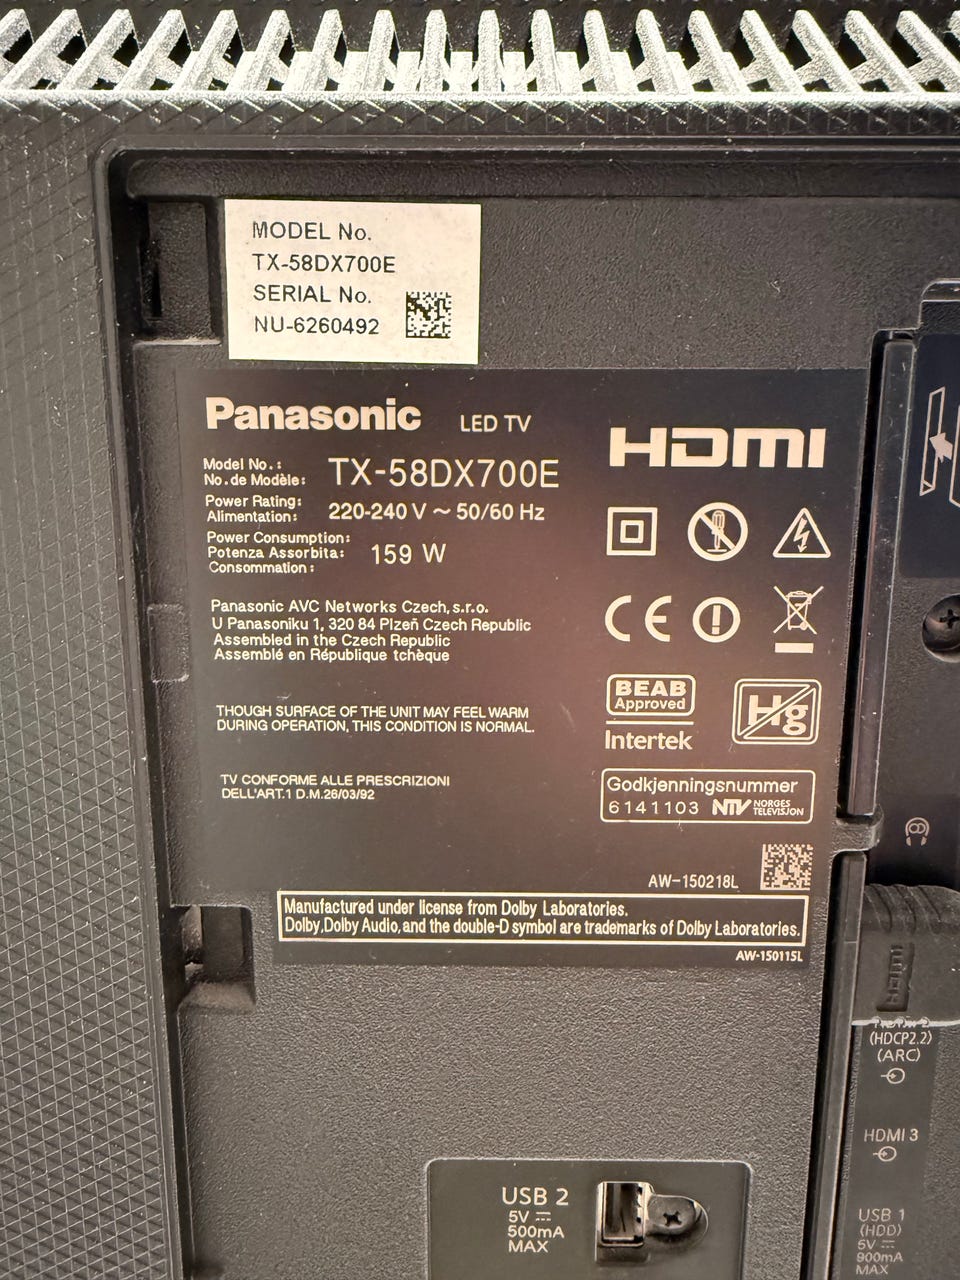 MODEL No.
TX-58DX700E
SERIAL No.
NU-6260492
Panasonic LED TV
HDMI
Model No.:
No. de Modèle: TX-58DX700E
Power Rating:
Alimentation: 220-240 V ~ 50/60 Hz
Power Consumption:
Potenza Assorbita: 159 W
Consommation:
Panasonic AVC Networks Czech, s.r.o.
U Panasoniku 1, 320 84 Plzeň Czech Republic
Assembled in the Czech Republic
Assemblé en République tchèque
CE
BEAB
Approved
Intertek
Hg
THOUGH SURFACE OF THE UNIT MAY FEEL WARM
DURING OPERATION, THIS CONDITION IS NORMAL.
TV CONFORME ALLE PRESCRIZIONI
DELL'ART.1 D.M.26/03/92
Godkjenningsnummer
6141103 NTV NORGES
TELEVISJON
AW-150218L
Manufactured under license from Dolby Laboratories.
Dolby,Dolby Audio,and the double-D symbol are trademarks of Dolby Laboratories.
AW-150115L
HDMI
(HDCP2.2)
(ARC)
HDMI 3
USB 2
5V
500mA
MAX
USB 1
(HDD)
5V
900mA
MAX